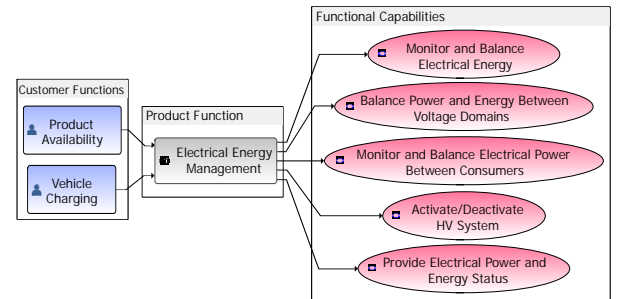 Functional Capabilities
Monitor and Balance
Electrical Energy
Customer Functions
Product
Availability
Product Function
Balance Power and Energy Between
Voltage Domains
Electrical Energy
Management
Monitor and Balance Electrical Power
Between Consumers
Vehicle
Charging
Activate/Deactivate
HV System
Provide Electrical Power and
Energy Status